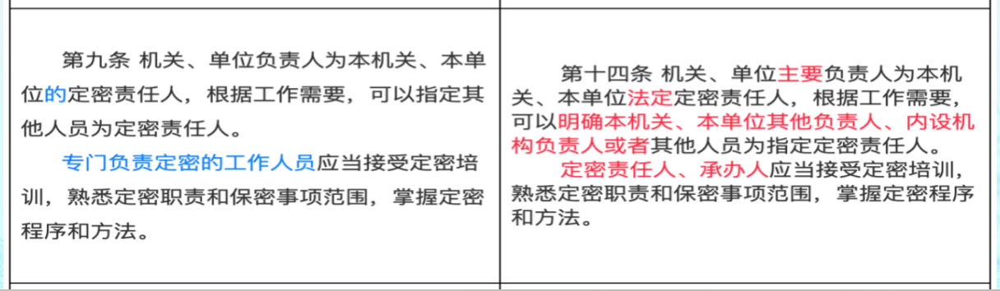 第九条 机关、单位负责人为本机关、本单
位的定密责任人，根据工作需要，可以指定其
他人员为定密责任人。
专门负责定密的工作人员应当接受定密培
训，熟悉定密职责和保密事项范围，掌握定密
程序和方法。
第十四条 机关、单位主要负责人为本机
关、本单位法定定密责任人，根据工作需要，
可以明确本机关、本单位其他负责人、内设机
构负责人或者其他人员为指定定密责任人。
定密责任人、承办人应当接受定密培训，
熟悉定密职责和保密事项范围，掌握定密程序
和方法。